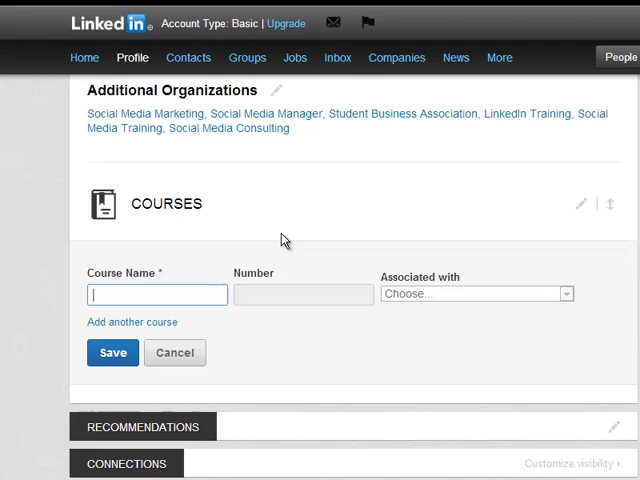 Linked in® Account Type: Basic | Upgrade
Home Profile Contacts Groups Jobs Inbox Companies News More People
Additional Organizations
Social Media Marketing, Social Media Manager, Student Business Association, LinkedIn Training, Social
Media Training, Social Media Consulting
COURSES
Course Name * Number Associated with
Choose...
Add another course
Save Cancel
RECOMMENDATIONS
CONNECTIONS Customize visibility ›